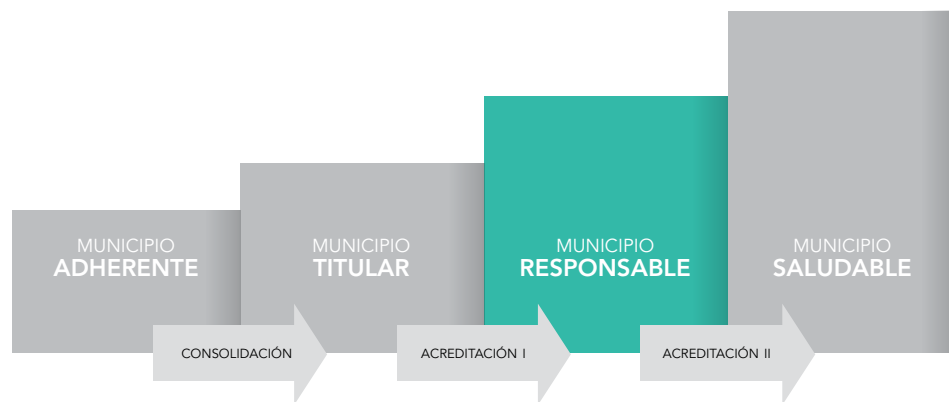 MUNICIPIO
ADHERENTE
MUNICIPIO
TITULAR
MUNICIPIO
RESPONSABLE
MUNICIPIO
SALUDABLE
CONSOLIDACIÓN
ACREDITACIÓN I
ACREDITACIÓN II